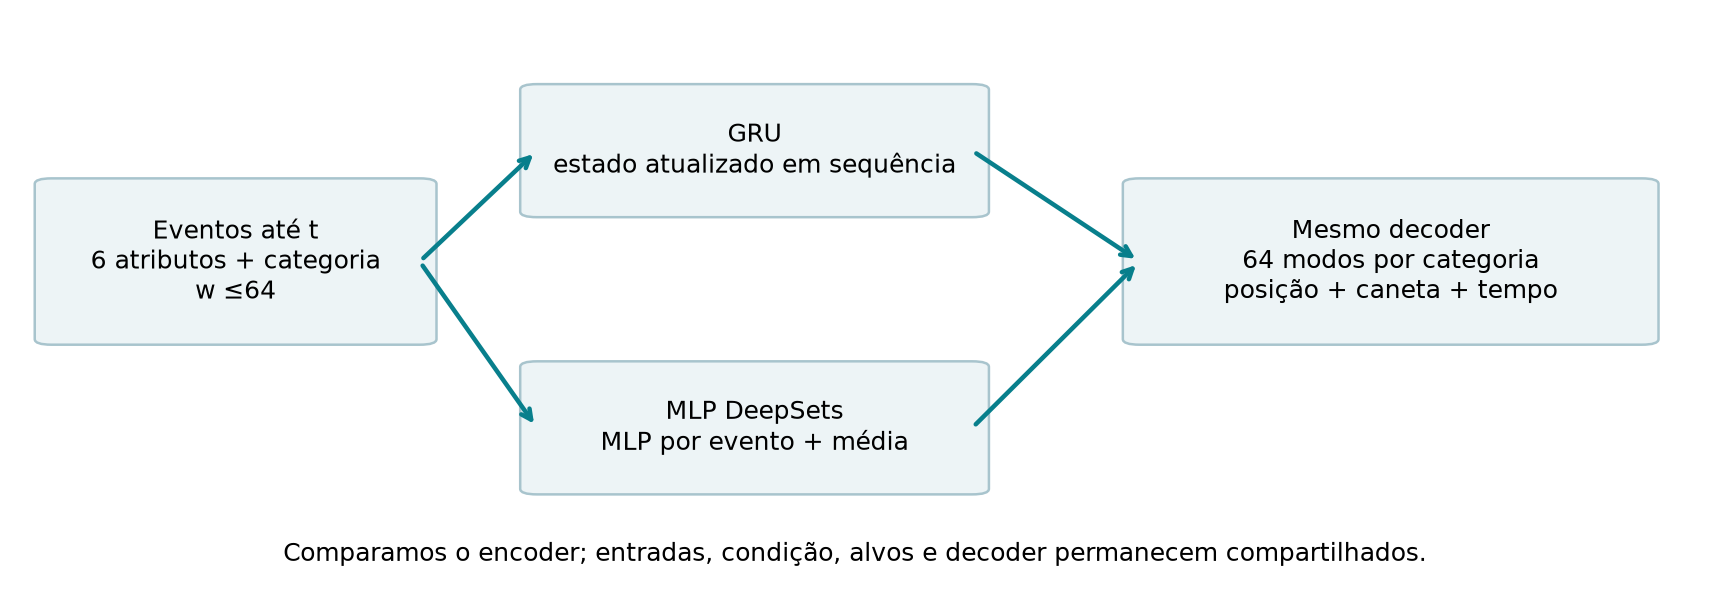 Eventos até t
6 atributos + categoria
w ≤64
GRU
estado atualizado em sequência
MLP DeepSets
MLP por evento + média
Mesmo decoder
64 modos por categoria
posição + caneta + tempo
Comparamos o encoder; entradas, condição, alvos e decoder permanecem compartilhados.